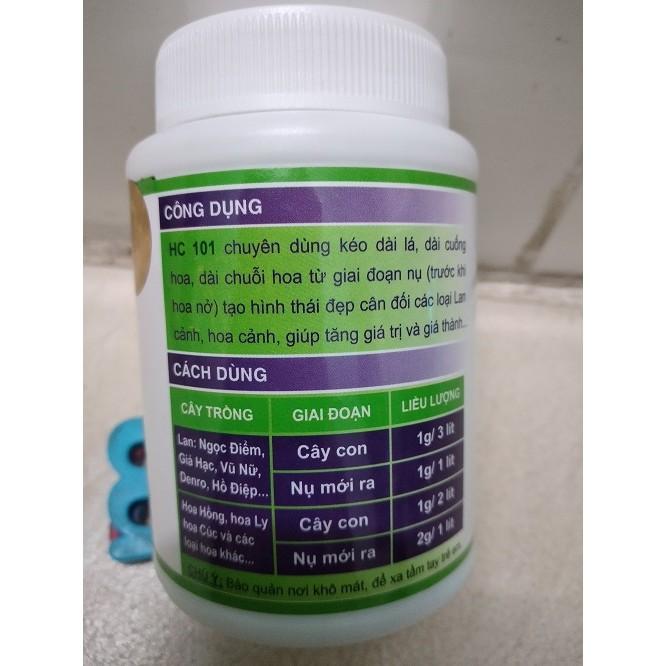 CÔNG DỤNG
HC 101 chuyên dùng kéo dài lá, dài cuống
hoa, dài chuỗi hoa từ giai đoạn nụ (trước khi
hoa nở) tạo hình thái đẹp cân đối các loại Lan
cảnh, hoa cảnh, giúp tăng giá trị và giá thành...
CÁCH DÙNG
CÂY TRỒNG GIAI ĐOẠN LIỀU LƯỢNG
Lan: Ngọc Điểm,
Giả Hạc, Vũ Nữ,
Denro, Hồ Điệp...
Cây con 1g/ 3 lít
Nụ mới ra 1g/ 1 lít
Hoa Hồng, hoa Ly
hoa Cúc và các
loại hoa khác...
Cây con 1g/ 2 lít
Nụ mới ra 2g/ 1 lít
CHÚ Ý: Bảo quản nơi khô mát, để xa tầm tay trẻ em.